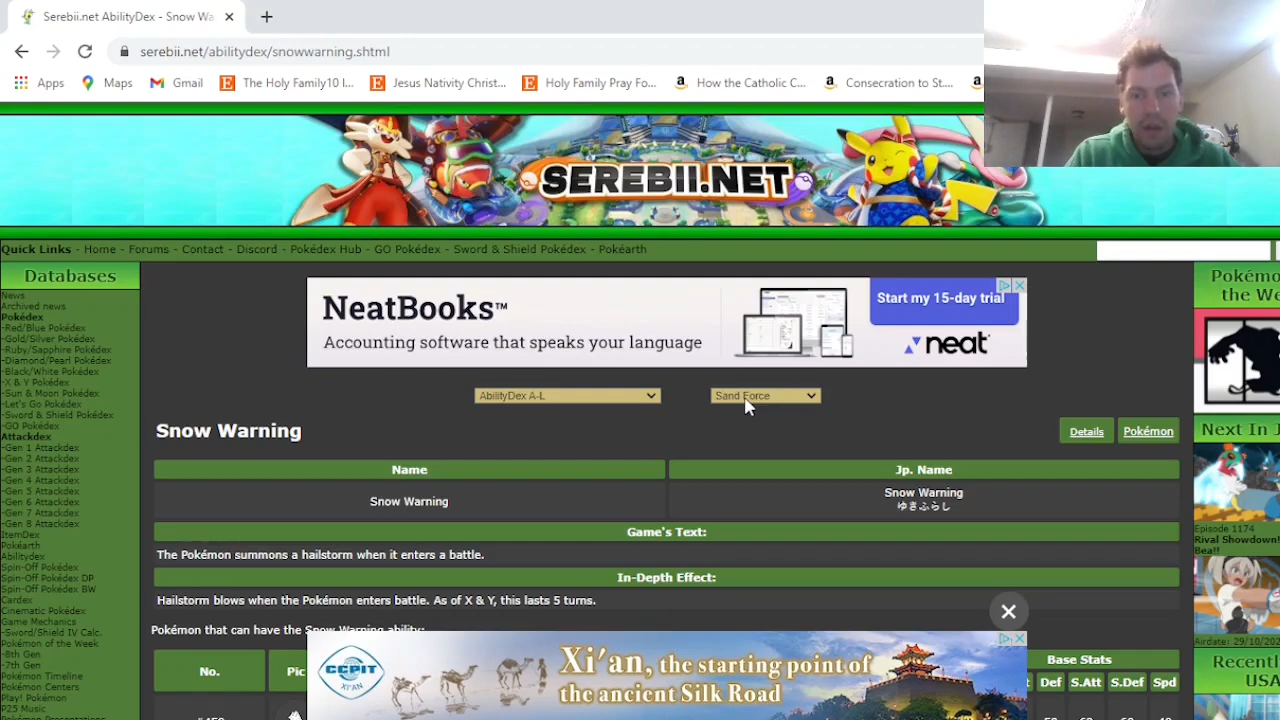 Serebii.net AbilityDex - Snow Wa
serebii.net/abilitydex/snowwarning.shtml
Apps Maps Gmail The Holy Family10 I... Jesus Nativity Christ... Holy Family Pray Fo... How the Catholic C... Consecration to St....
SEREBII.NET
Quick Links - Home - Forums - Contact - Discord - Pokédex Hub - GO Pokédex - Sword & Shield Pokédex - Pokéarth
Databases
News
Archived news
Pokédex
-Red/Blue Pokédex
-Gold/Silver Pokédex
-Ruby/Sapphire Pokédex
-Diamond/Pearl Pokédex
-Black/White Pokédex
-X & Y Pokédex
-Sun & Moon Pokédex
-Let's Go Pokédex
-Sword & Shield Pokédex
-GO Pokédex
Attackdex
-Gen 1 Attackdex
-Gen 2 Attackdex
-Gen 3 Attackdex
-Gen 4 Attackdex
-Gen 5 Attackdex
-Gen 6 Attackdex
-Gen 7 Attackdex
-Gen 8 Attackdex
ItemDex
Pokéarth
Abilitydex
Spin-Off Pokédex
Spin-Off Pokédex DP
Spin-Off Pokédex BW
Cardex
Cinematic Pokédex
Game Mechanics
-Sword/Shield IV Calc.
Pokémon of the Week
-8th Gen
-7th Gen
Pokémon Timeline
Pokémon Centers
Play! Pokémon
P25 Music
NeatBooks™
Accounting software that speaks your language
Start my 15-day trial
neat
AbilityDex A-L
Sand Force
Snow Warning
Details
Pokémon
Name
Jp. Name
Snow Warning
Snow Warning
ゆきふらし
Game's Text:
The Pokémon summons a hailstorm when it enters a battle.
In-Depth Effect:
Hailstorm blows when the Pokémon enters battle. As of X & Y, this lasts 5 turns.
Pokémon that can have the Snow Warning ability:
No.
Pic
Base Stats
Def S.Att S.Def Spd
CCPIT
XI'AN
Xi'an, the starting point of
the ancient Silk Road
Pokémo
the We
Next In J
Episode 1174
Rival Showdown!
Bea!!
Airdate: 29/10/202
Recentl
USA